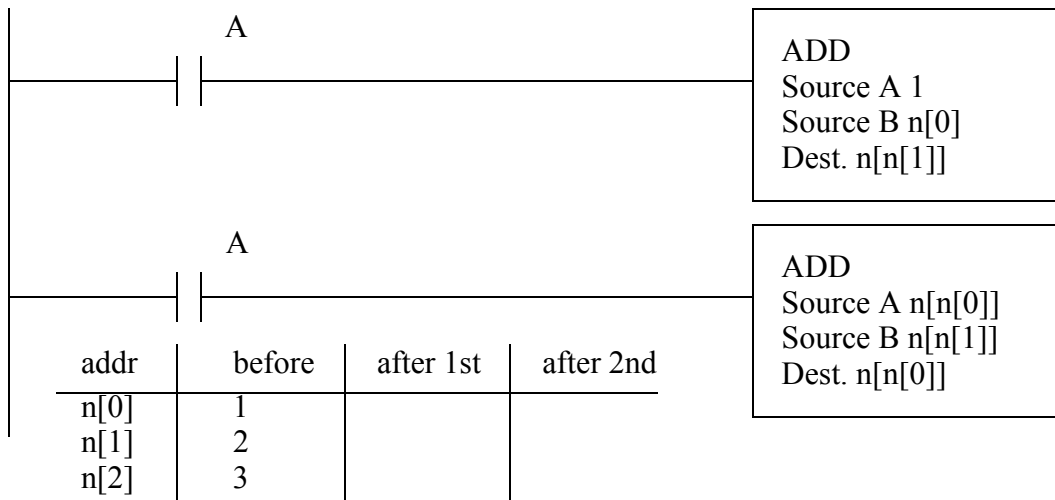 A
ADD
Source A 1
Source B n[0]
Dest. n[n[1]]
A
ADD
Source A n[n[0]]
Source B n[n[1]]
Dest. n[n[0]]
addr before after 1st after 2nd
n[0] 1
n[1] 2
n[2] 3